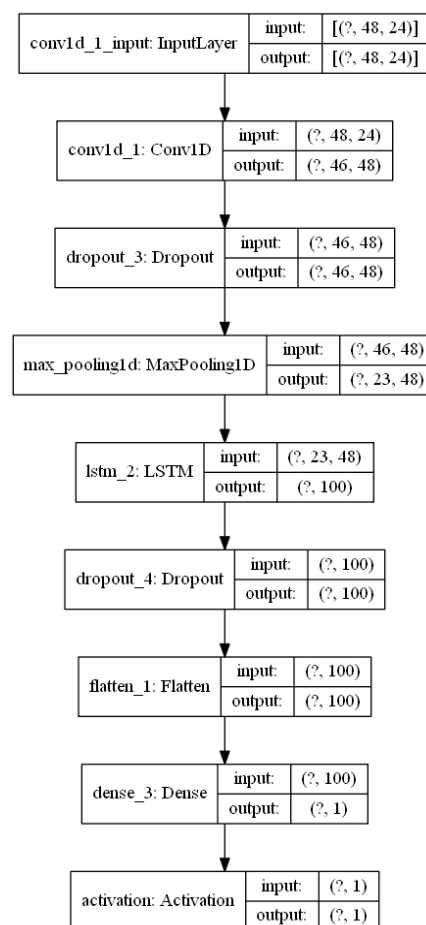 conv1d_1_input: InputLayer
input: [(?, 48, 24)]
output: [(?, 48, 24)]
conv1d_1: Conv1D
input: (?, 48, 24)
output: (?, 46, 48)
dropout_3: Dropout
input: (?, 46, 48)
output: (?, 46, 48)
max_pooling1d: MaxPooling1D
input: (?, 46, 48)
output: (?, 23, 48)
lstm_2: LSTM
input: (?, 23, 48)
output: (?, 100)
dropout_4: Dropout
input: (?, 100)
output: (?, 100)
flatten_1: Flatten
input: (?, 100)
output: (?, 100)
dense_3: Dense
input: (?, 100)
output: (?, 1)
activation: Activation
input: (?, 1)
output: (?, 1)